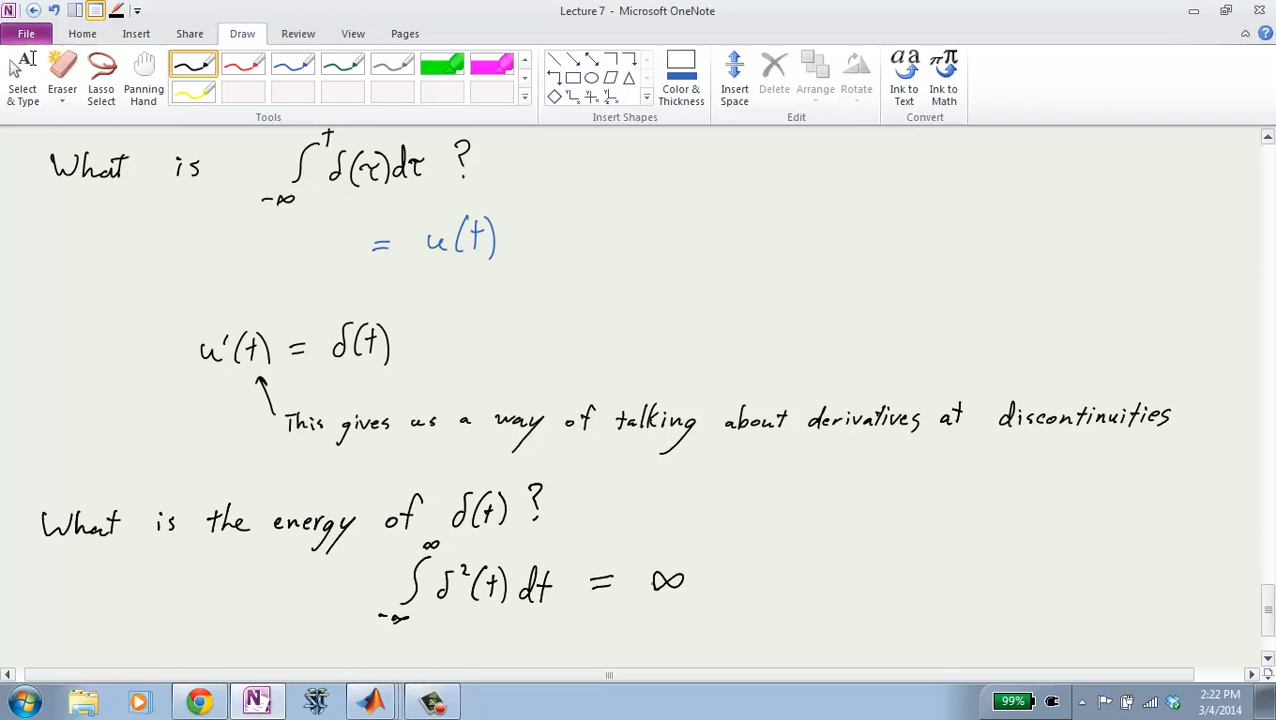 Lecture 7 - Microsoft OneNote
File Home Insert Share Draw Review View Pages
Select & Type
Eraser
Lasso Select
Panning Hand
Color & Thickness
Insert Space
Delete
Arrange
Rotate
Ink to Text
Ink to Math
Tools
Insert Shapes
Edit
Convert
What is ∫_{-∞}^{t} δ(τ)dτ ?
= u(t)
u'(t) = δ(t)
This gives us a way of talking about derivatives at discontinuities
What is the energy of δ(t)?
∫_{-∞}^{∞} δ²(t) dt = ∞
99%
2:22 PM
3/4/2014